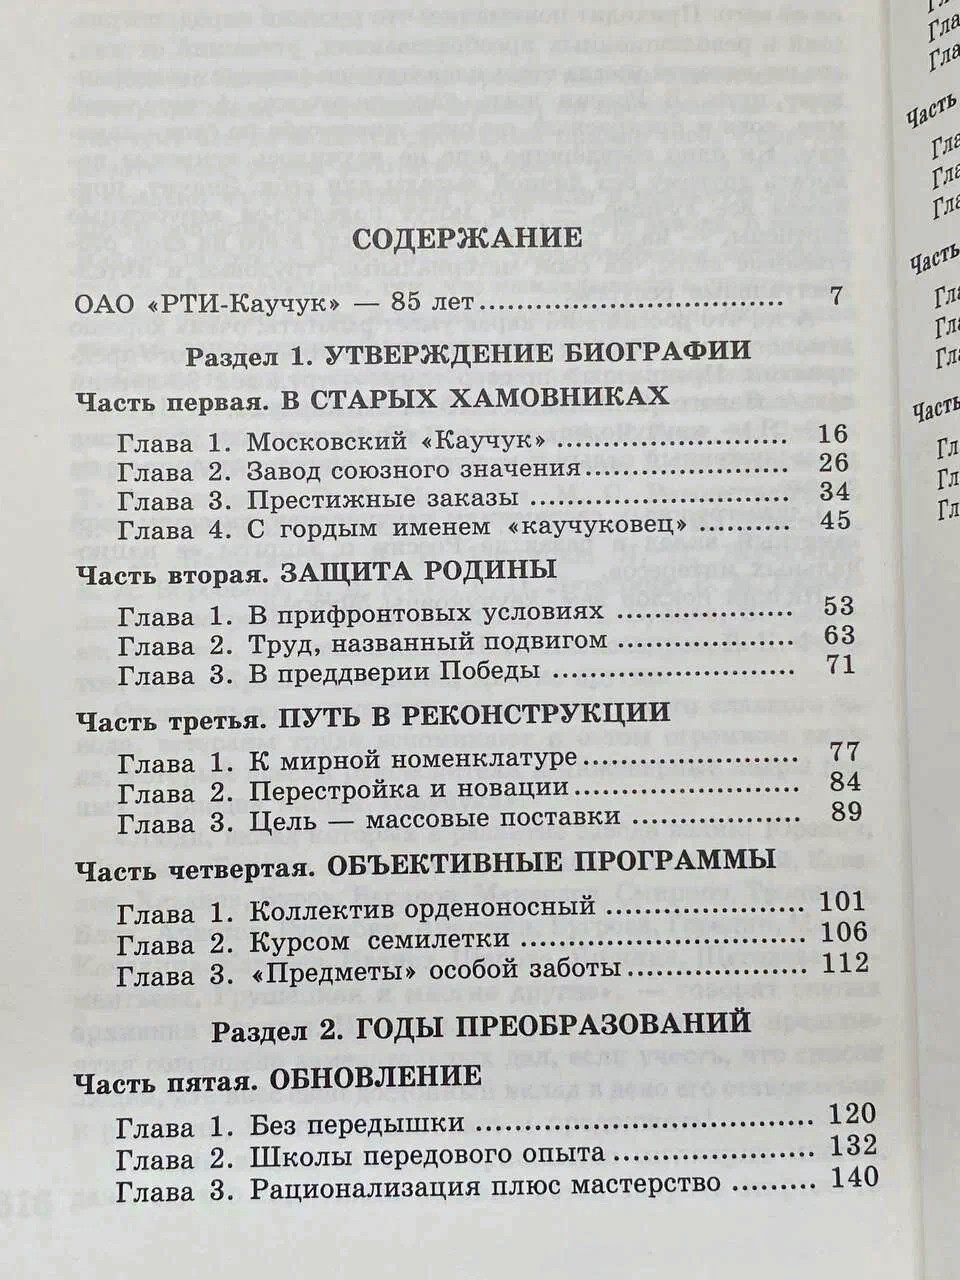 СОДЕРЖАНИЕ
ОАО «РТИ-Каучук» — 85 лет.............................. 7
Раздел 1. УТВЕРЖДЕНИЕ БИОГРАФИИ
Часть первая. В СТАРЫХ ХАМОВНИКАХ
Глава 1. Московский «Каучук» .......................... 16
Глава 2. Завод союзного значения....................... 26
Глава 3. Престижные заказы ............................ 34
Глава 4. С гордым именем «каучуковец» .......... 45
Часть вторая. ЗАЩИТА РОДИНЫ
Глава 1. В прифронтовых условиях ................... 53
Глава 2. Труд, названный подвигом ................... 63
Глава 3. В преддверии Победы ......................... 71
Часть третья. ПУТЬ В РЕКОНСТРУКЦИИ
Глава 1. К мирной номенклатуре....................... 77
Глава 2. Перестройка и новации........................ 84
Глава 3. Цель — массовые поставки ................. 89
Часть четвертая. ОБЪЕКТИВНЫЕ ПРОГРАММЫ
Глава 1. Коллектив орденоносный .................... 101
Глава 2. Курсом семилетки ............................. 106
Глава 3. «Предметы» особой заботы.................. 112
Раздел 2. ГОДЫ ПРЕОБРАЗОВАНИЙ
Часть пятая. ОБНОВЛЕНИЕ
Глава 1. Без передышки ................................. 120
Глава 2. Школы передового опыта.................... 132
Глава 3. Рационализация плюс мастерство ......... 140
Часть
Часть
Часть